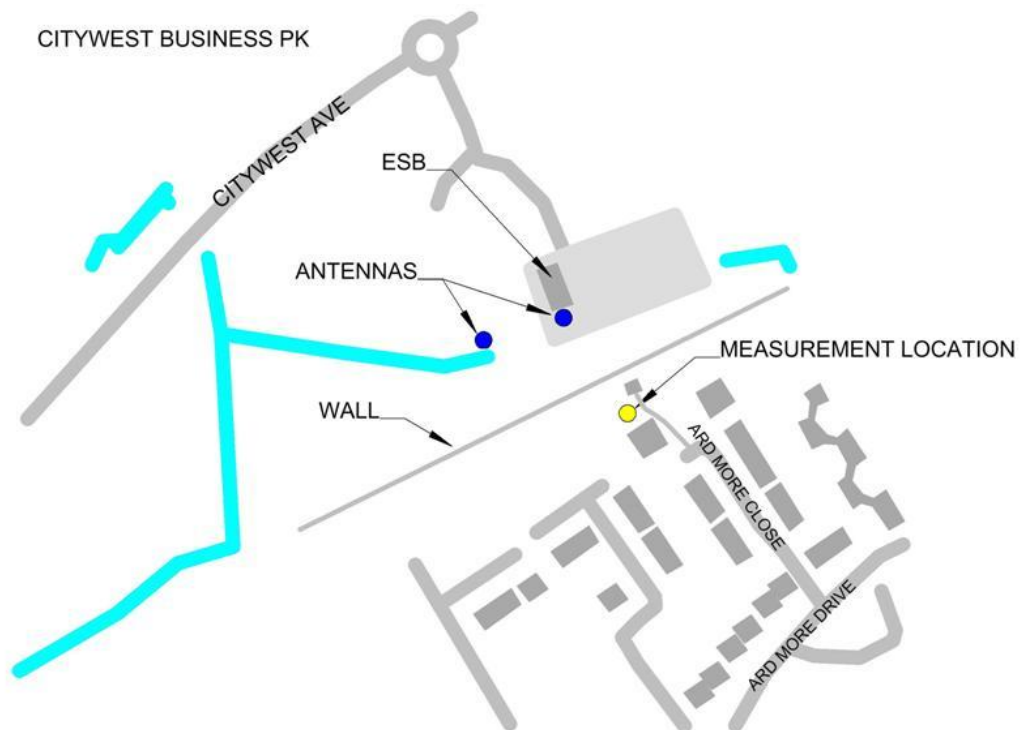 CITYWEST BUSINESS PK
CITYWEST AVE
ESB
ANTENNAS
MEASUREMENT LOCATION
WALL
ARD MORE CLOSE
ARD MORE DRIVE